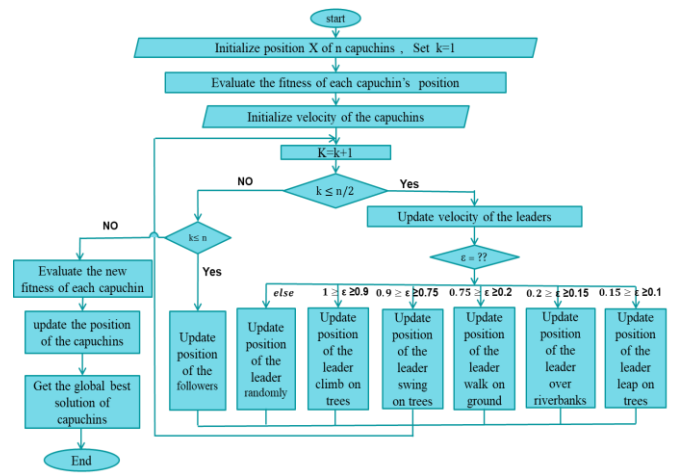 start
Initialize position X of n capuchins , Set k=1
Evaluate the fitness of each capuchin's position
Initialize velocity of the capuchins
K=k+1
k ≤ n/2
NO
Yes
Update velocity of the leaders
ε = ??
k≤ n
NO
Yes
Evaluate the new
fitness of each capuchin
update the position
of the capuchins
Get the global best
solution of
capuchins
End
else
1 ≥ ε ≥0.9
0.9 ≥ ε ≥0.75
0.75 ≥ ε ≥0.2
0.2 ≥ ε ≥0.15
0.15 ≥ ε ≥0.1
Update
position
of the
followers
Update
position
of the
leader
randomly
Update
position
of the
leader
climb on
trees
Update
position
of the
leader
swing
on trees
Update
position
of the
leader
walk on
ground
Update
position
of the
leader
over
riverbanks
Update
position
of the
leader
leap on
trees